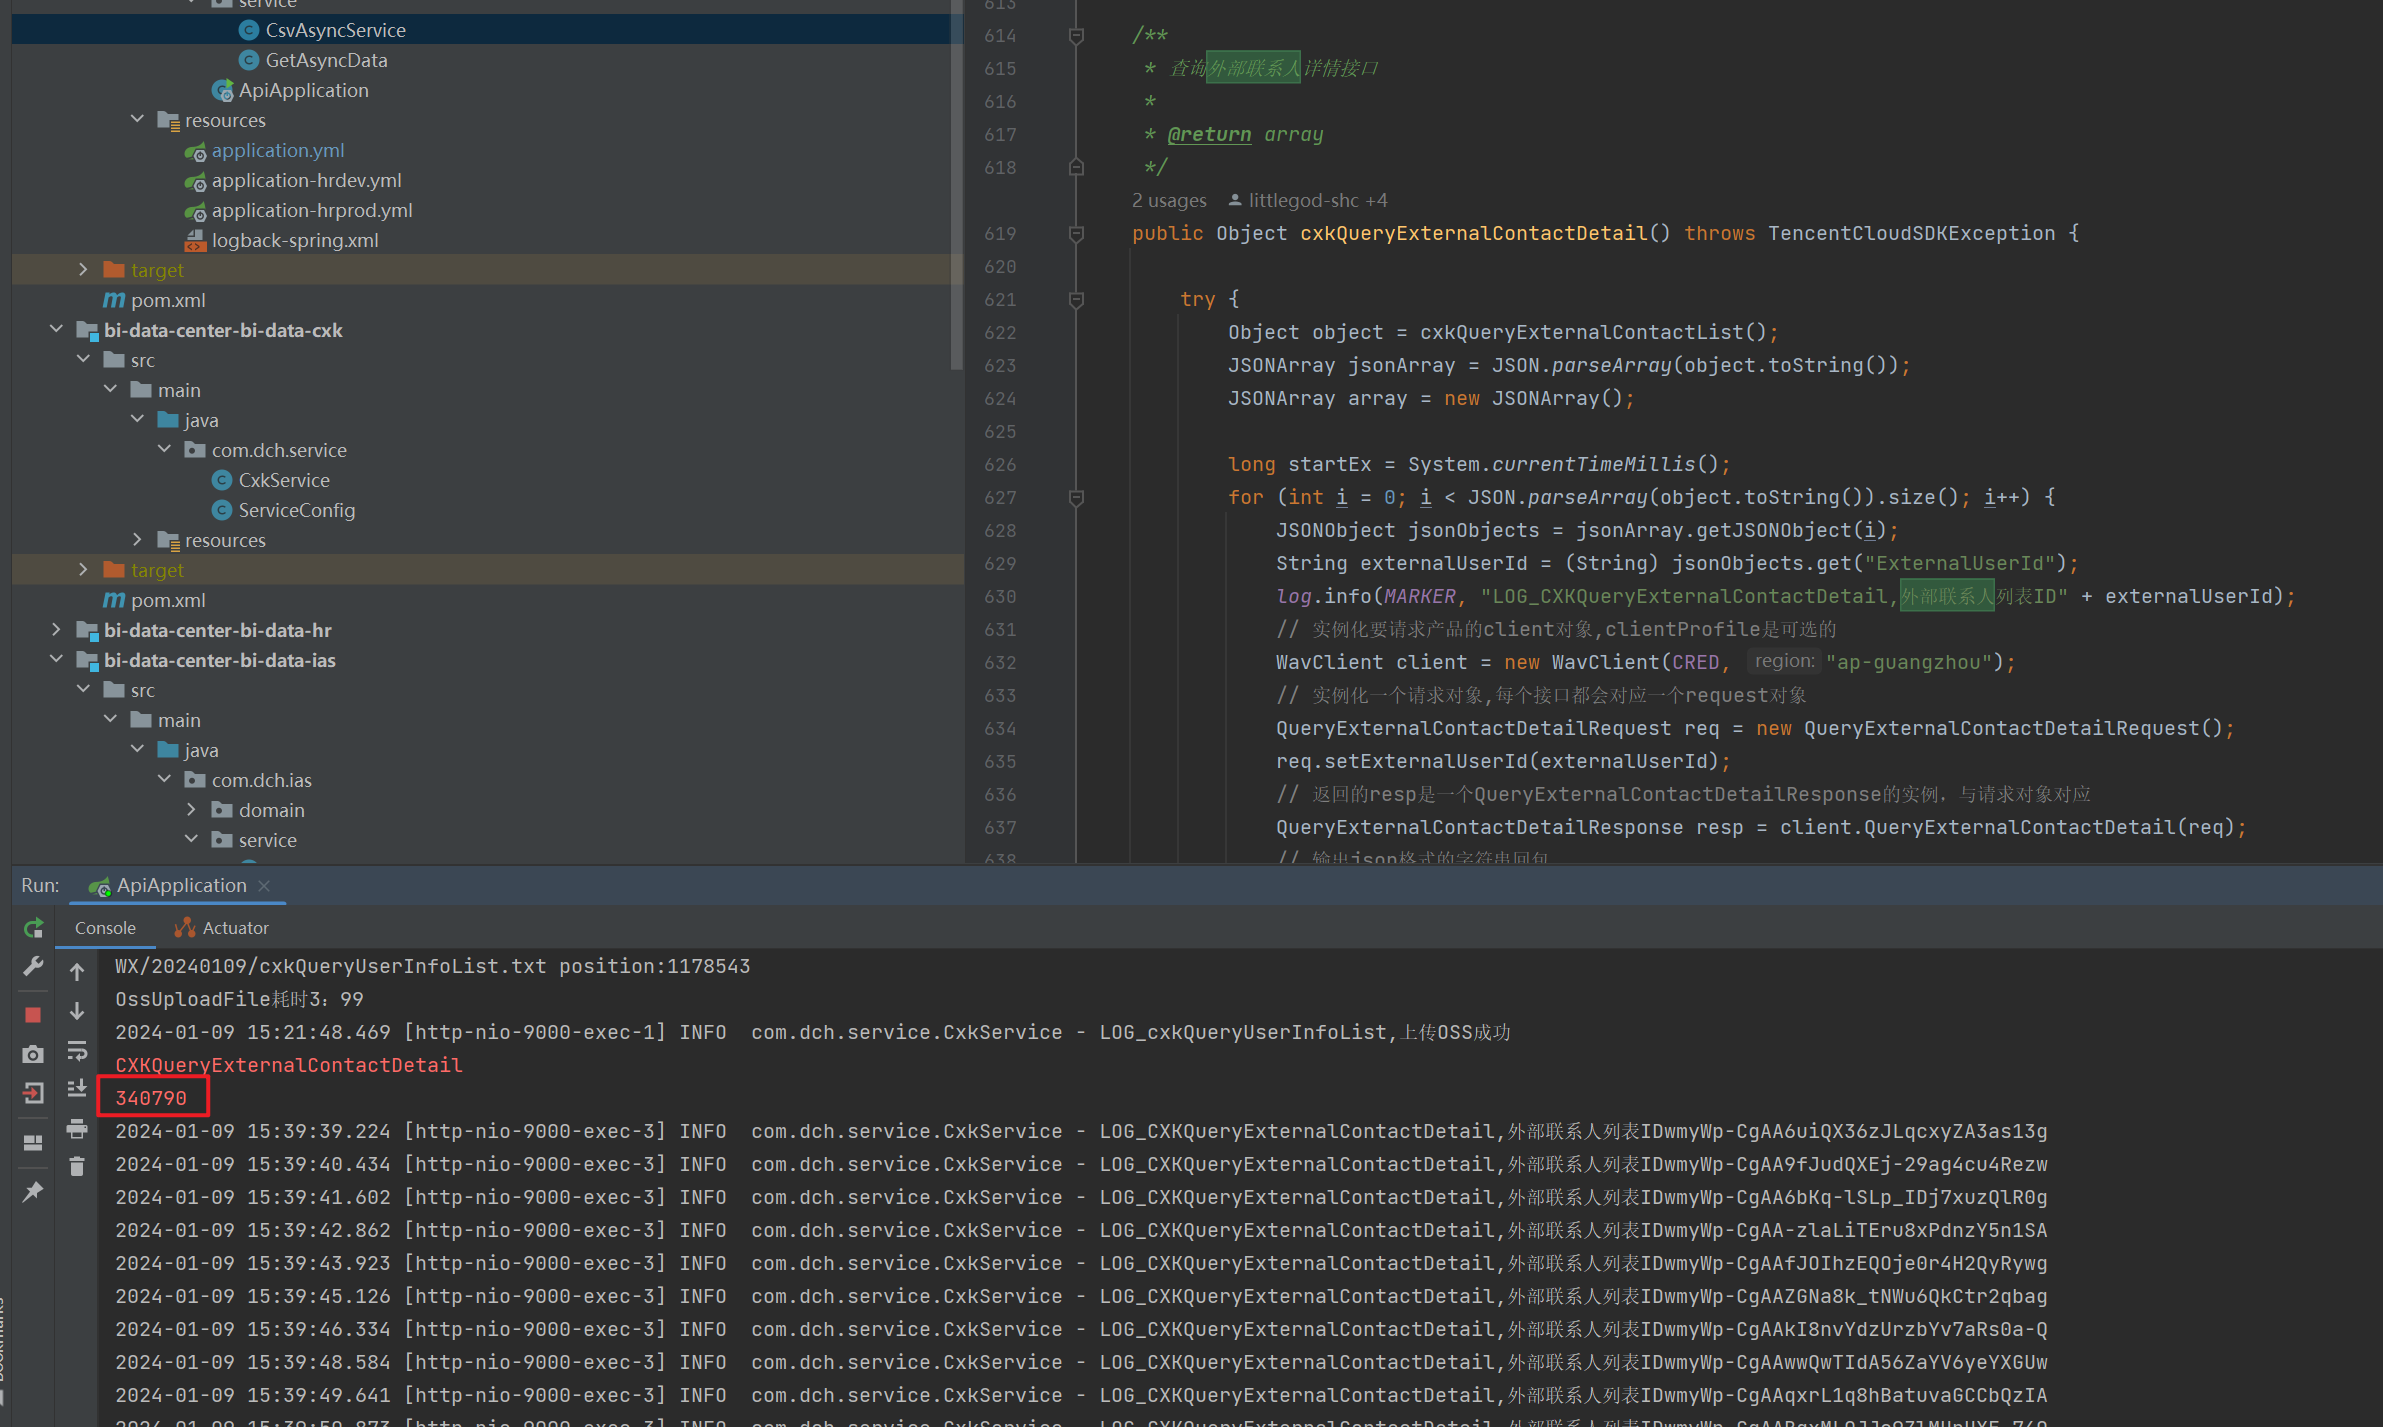 service
CsvAsyncService
GetAsyncData
ApiApplication
resources
application.yml
application-hrdev.yml
application-hrprod.yml
logback-spring.xml
target
pom.xml
bi-data-center-bi-data-cxk
src
main
java
com.dch.service
CxkService
ServiceConfig
resources
target
pom.xml
bi-data-center-bi-data-hr
bi-data-center-bi-data-ias
src
main
java
com.dch.ias
domain
service
613
614 /**
615 * 查询外部联系人详情接口
616 *
617 * @return array
618 */
2 usages littlegod-shc +4
619 public Object cxkQueryExternalContactDetail() throws TencentCloudSDKException {
620
621 try {
622 Object object = cxkQueryExternalContactList();
623 JSONArray jsonArray = JSON.parseArray(object.toString());
624 JSONArray array = new JSONArray();
625
626 long startEx = System.currentTimeMillis();
627 for (int i = 0; i < JSON.parseArray(object.toString()).size(); i++) {
628 JSONObject jsonObjects = jsonArray.getJSONObject(i);
629 String externalUserId = (String) jsonObjects.get("ExternalUserId");
630 log.info(MARKER, "LOG_CXKQueryExternalContactDetail,外部联系人列表ID" + externalUserId);
631 // 实例化要请求产品的client对象,clientProfile是可选的
632 WavClient client = new WavClient(CRED, region: "ap-guangzhou");
633 // 实例化一个请求对象,每个接口都会对应一个request对象
634 QueryExternalContactDetailRequest req = new QueryExternalContactDetailRequest();
635 req.setExternalUserId(externalUserId);
636 // 返回的resp是一个QueryExternalContactDetailResponse的实例，与请求对象对应
637 QueryExternalContactDetailResponse resp = client.QueryExternalContactDetail(req);
638 // 输出json格式的字符串回包
Run: ApiApplication
Console Actuator
WX/20240109/cxkQueryUserInfoList.txt position:1178543
OssUploadFile耗时3：99
2024-01-09 15:21:48.469 [http-nio-9000-exec-1] INFO com.dch.service.CxkService - LOG_cxkQueryUserInfoList,上传OSS成功
CXKQueryExternalContactDetail
340790
2024-01-09 15:39:39.224 [http-nio-9000-exec-3] INFO com.dch.service.CxkService - LOG_CXKQueryExternalContactDetail,外部联系人列表IDwmyWp-CgAA6uiQX36zJLqcxyZA3as13g
2024-01-09 15:39:40.434 [http-nio-9000-exec-3] INFO com.dch.service.CxkService - LOG_CXKQueryExternalContactDetail,外部联系人列表IDwmyWp-CgAA9fJudQXEj-29ag4cu4Rezw
2024-01-09 15:39:41.602 [http-nio-9000-exec-3] INFO com.dch.service.CxkService - LOG_CXKQueryExternalContactDetail,外部联系人列表IDwmyWp-CgAA6bKq-lSLp_IDj7xuzQlR0g
2024-01-09 15:39:42.862 [http-nio-9000-exec-3] INFO com.dch.service.CxkService - LOG_CXKQueryExternalContactDetail,外部联系人列表IDwmyWp-CgAA-zlaLiTEru8xPdnzY5n1SA
2024-01-09 15:39:43.923 [http-nio-9000-exec-3] INFO com.dch.service.CxkService - LOG_CXKQueryExternalContactDetail,外部联系人列表IDwmyWp-CgAAfJOIhzEQOje0r4H2QyRywg
2024-01-09 15:39:45.126 [http-nio-9000-exec-3] INFO com.dch.service.CxkService - LOG_CXKQueryExternalContactDetail,外部联系人列表IDwmyWp-CgAAZGNa8k_tNWu6QkCtr2qbag
2024-01-09 15:39:46.334 [http-nio-9000-exec-3] INFO com.dch.service.CxkService - LOG_CXKQueryExternalContactDetail,外部联系人列表IDwmyWp-CgAAkI8nvYdzUrzbYv7aRs0a-Q
2024-01-09 15:39:48.584 [http-nio-9000-exec-3] INFO com.dch.service.CxkService - LOG_CXKQueryExternalContactDetail,外部联系人列表IDwmyWp-CgAAwwQwTIdA56ZaYV6yeYXGUw
2024-01-09 15:39:49.641 [http-nio-9000-exec-3] INFO com.dch.service.CxkService - LOG_CXKQueryExternalContactDetail,外部联系人列表IDwmyWp-CgAAqxrL1q8hBatuvaGCCbQzIA